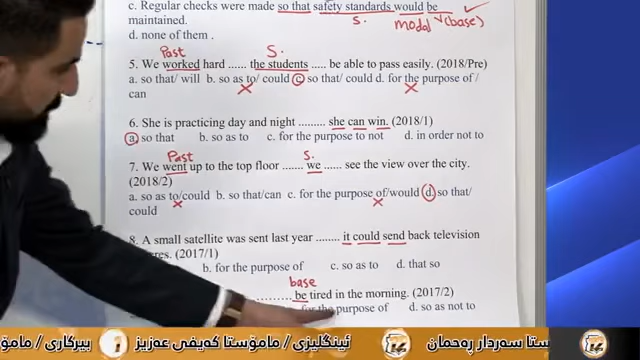 c. Regular checks were made so that safety standards would be
maintained.
S.
modal V(base)
d. none of them .
Past
S.
5. We worked hard ...... the students .... be able to pass easily. (2018/Pre)
a. so that/ will b. so as to/ could c so that/ could d. for the purpose of /
can
6. She is practicing day and night ......... she can win. (2018/1)
a. so that b. so as to c. for the purpose to not d. in order not to
Past
S.
7. We went up to the top floor ....... we ...... see the view over the city.
(2018/2)
a. so as to/could b. so that/can c. for the purpose of/would d. so that/
could
8. A small satellite was sent last year ........ it could send back television
(2017/1)
b. for the purpose of c. so as to d. that so
base
......... be tired in the morning. (2017/2)
for the purpose of d. so as not to
ستا سەردار رەحمان
ئینگلیزی / مامۆستا کەیفی عەزیز
بیرکاری / مامۆ